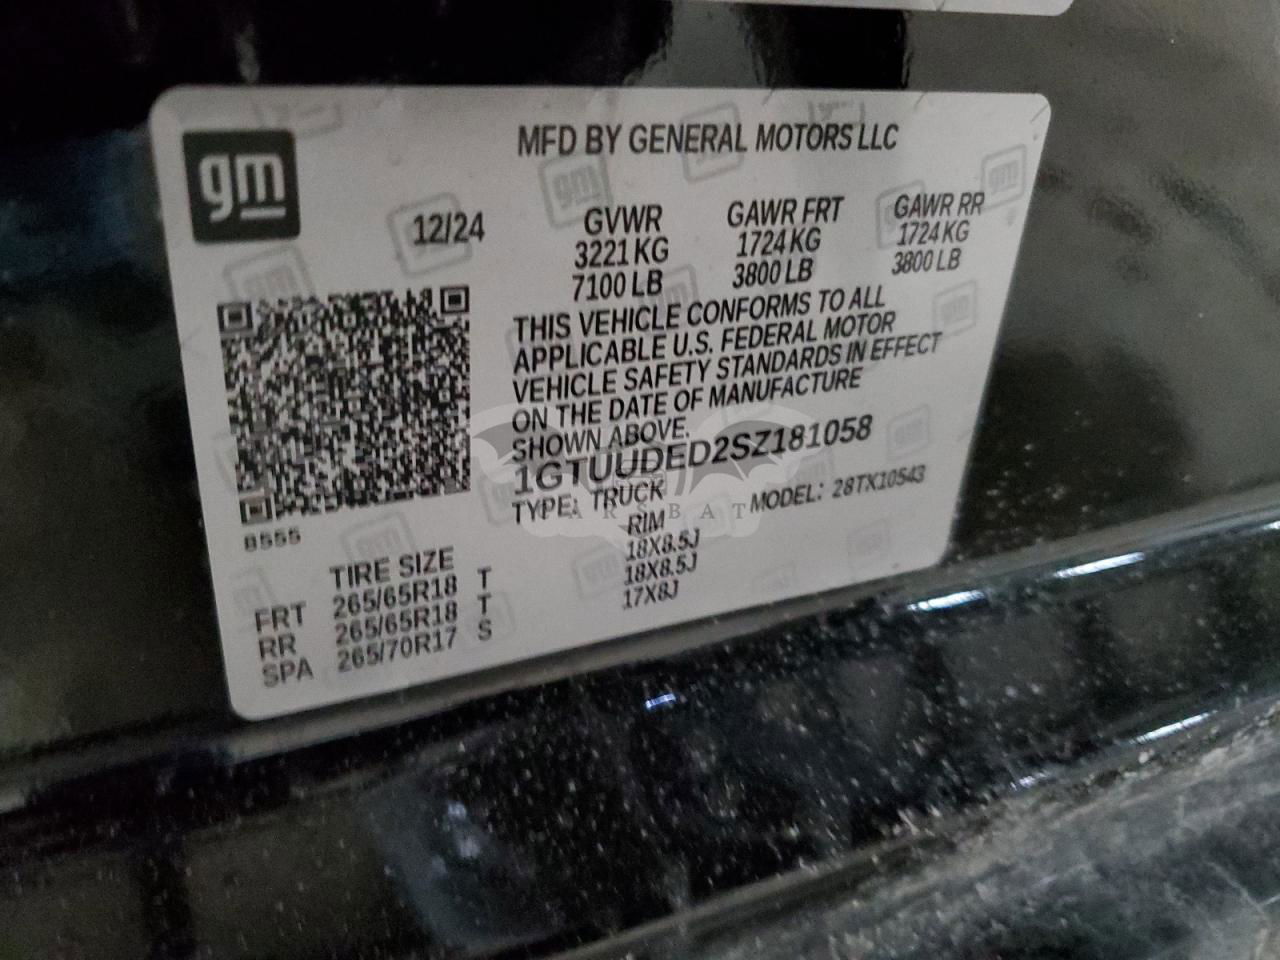 gm
MFD BY GENERAL MOTORS LLC
12/24
GVWR
3221 KG
7100 LB
GAWR FRT
1724 KG
3800 LB
GAWR RR
1724 KG
3800 LB
THIS VEHICLE CONFORMS TO ALL
APPLICABLE U.S. FEDERAL MOTOR
VEHICLE SAFETY STANDARDS IN EFFECT
ON THE DATE OF MANUFACTURE
SHOWN ABOVE.
1GTUUDED2SZ181058
TYPE: TRUCK
MODEL: 28TX10543
8555
TIRE SIZE
RIM
FRT 265/65R18 T 18X8.5J
RR 265/65R18 T 18X8.5J
SPA 265/70R17 S 17X8J
CARSBAT